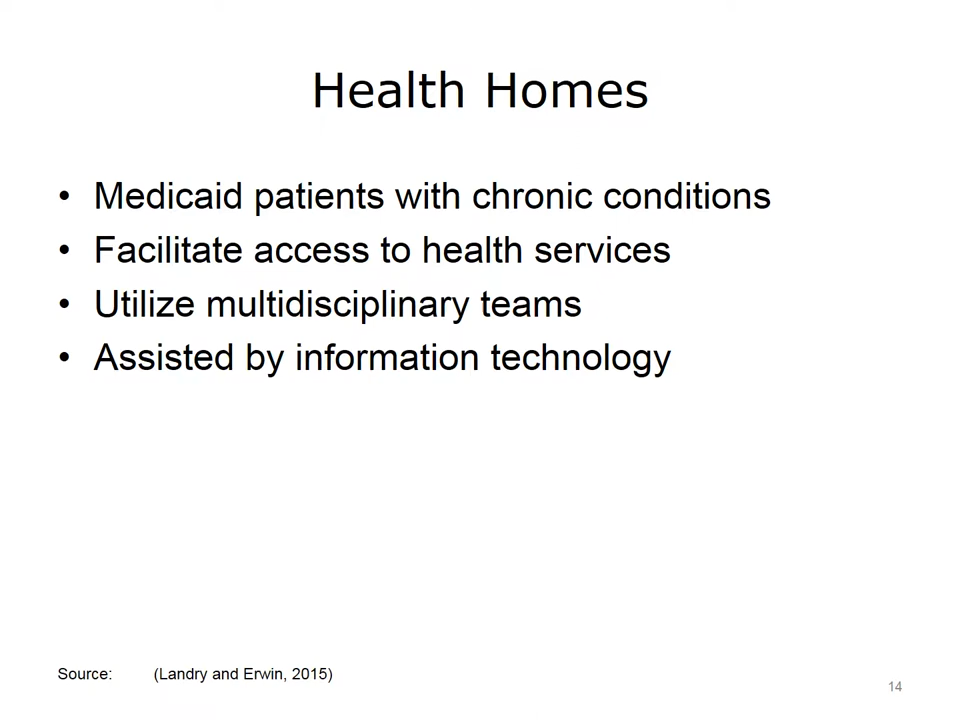 Health Homes
• Medicaid patients with chronic conditions
• Facilitate access to health services
• Utilize multidisciplinary teams
• Assisted by information technology
Source: (Landry and Erwin, 2015)
14